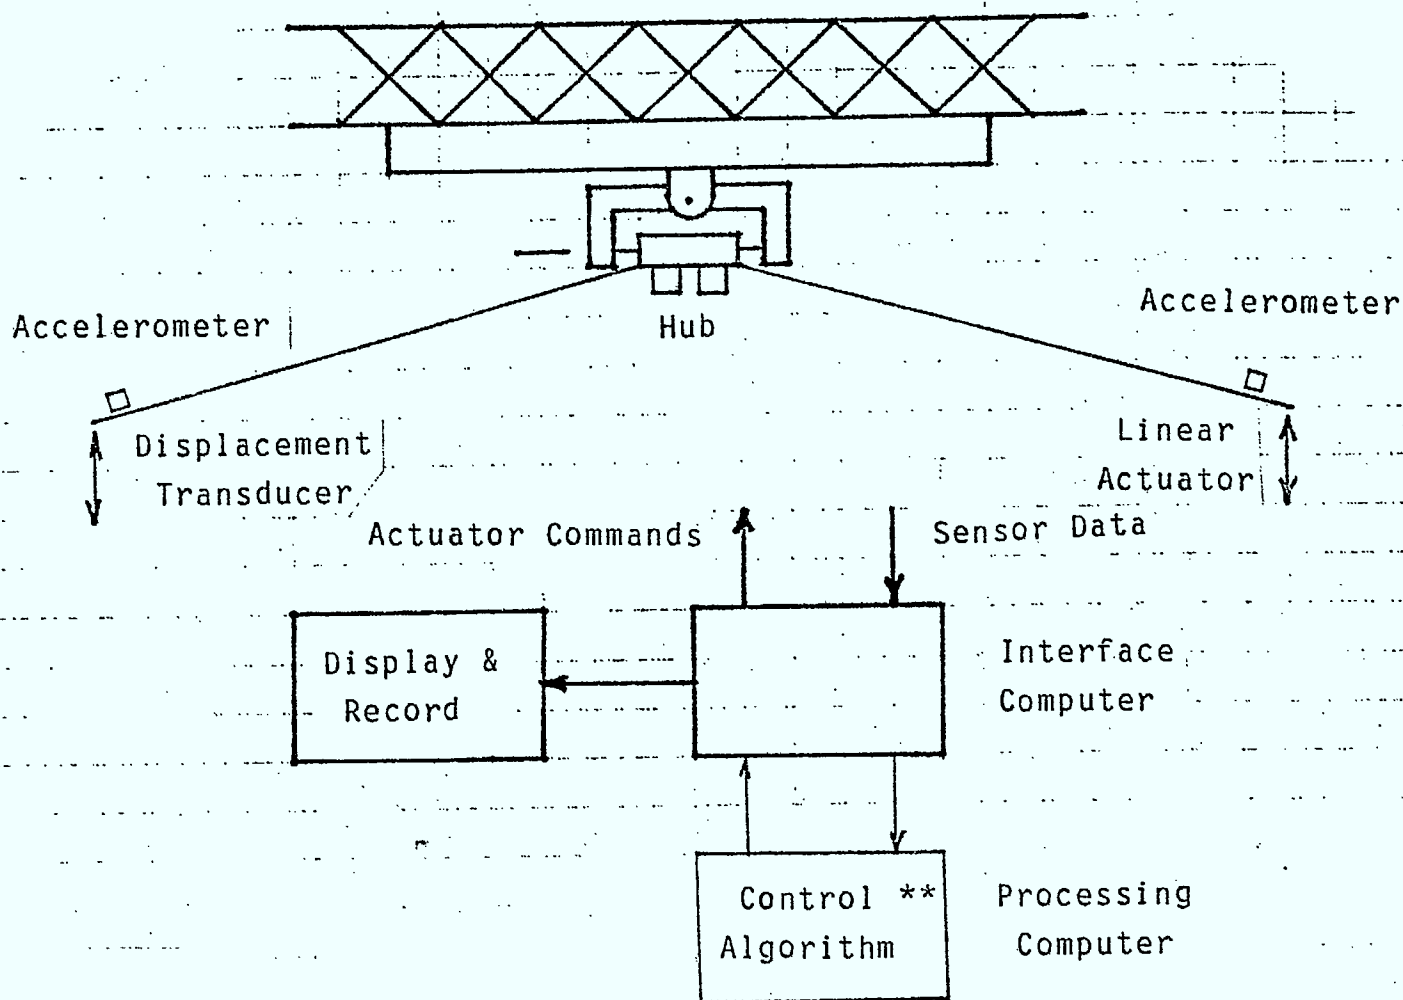 Accelerometer
Hub
Accelerometer
Displacement
Transducer
Linear
Actuator
Actuator Commands
Sensor Data
Display &
Record
Interface
Computer
Control **
Algorithm
Processing
Computer